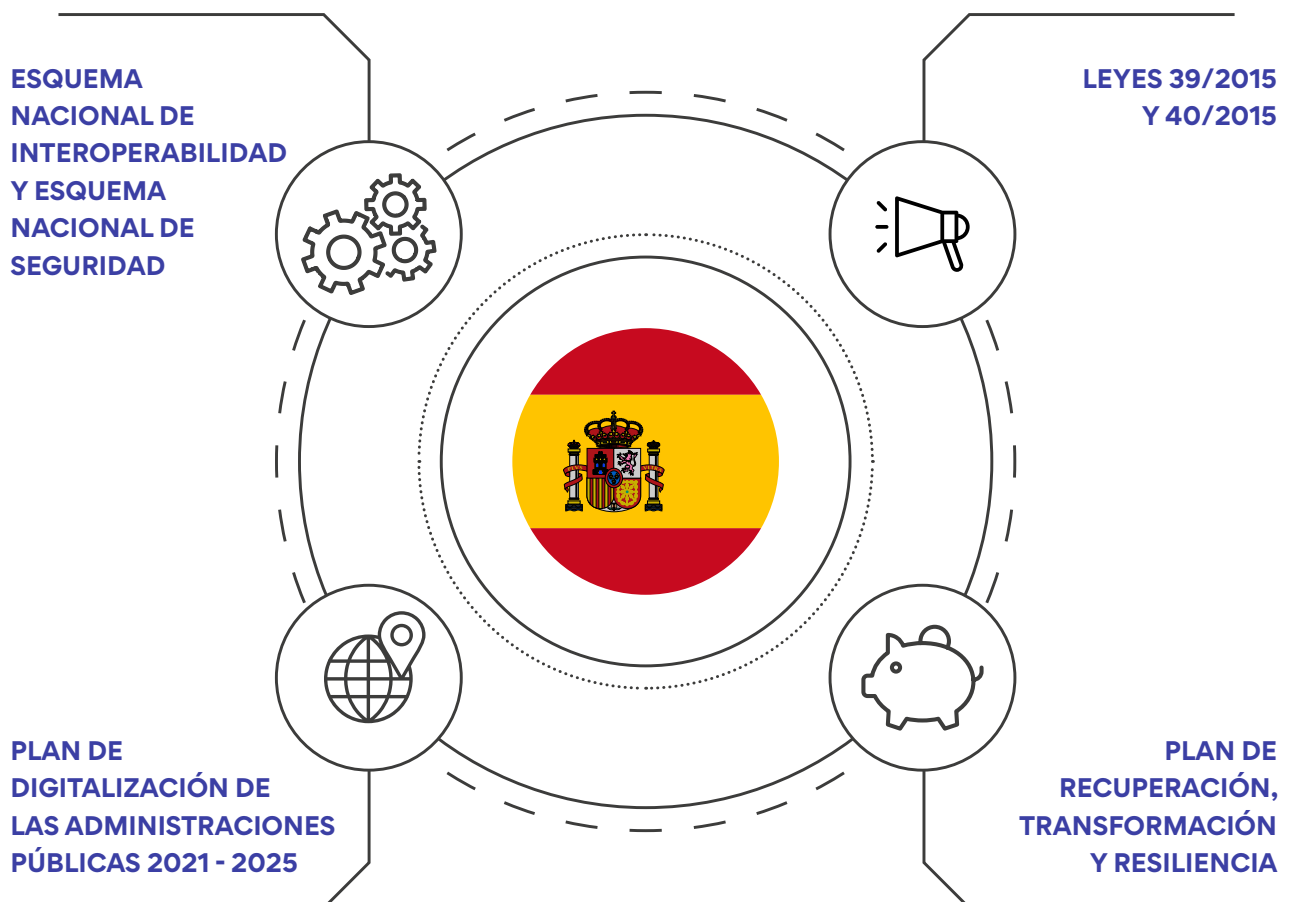 ESQUEMA
NACIONAL DE
INTEROPERABILIDAD
Y ESQUEMA
NACIONAL DE
SEGURIDAD
LEYES 39/2015
Y 40/2015
PLAN DE
DIGITALIZACIÓN DE
LAS ADMINISTRACIONES
PÚBLICAS 2021 - 2025
PLAN DE
RECUPERACIÓN,
TRANSFORMACIÓN
Y RESILIENCIA